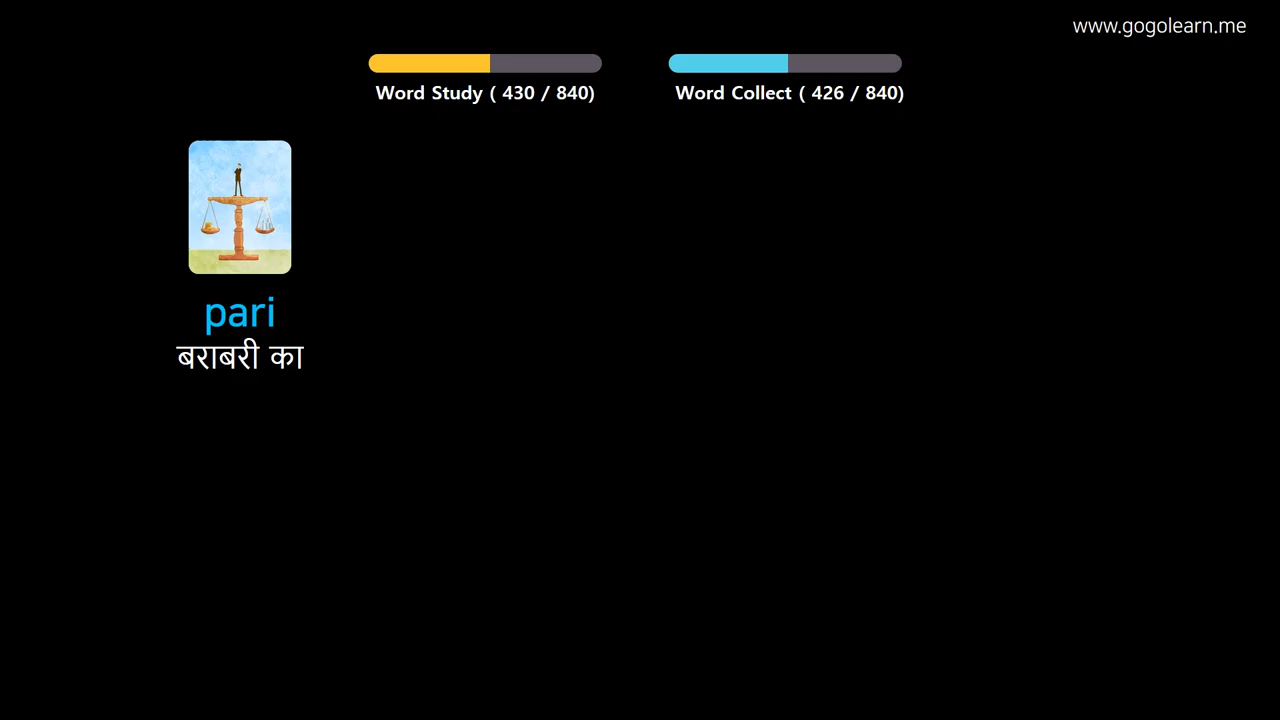 www.gogolearn.me
Word Study ( 430 / 840)
Word Collect ( 426 / 840)
pari
बराबरी का